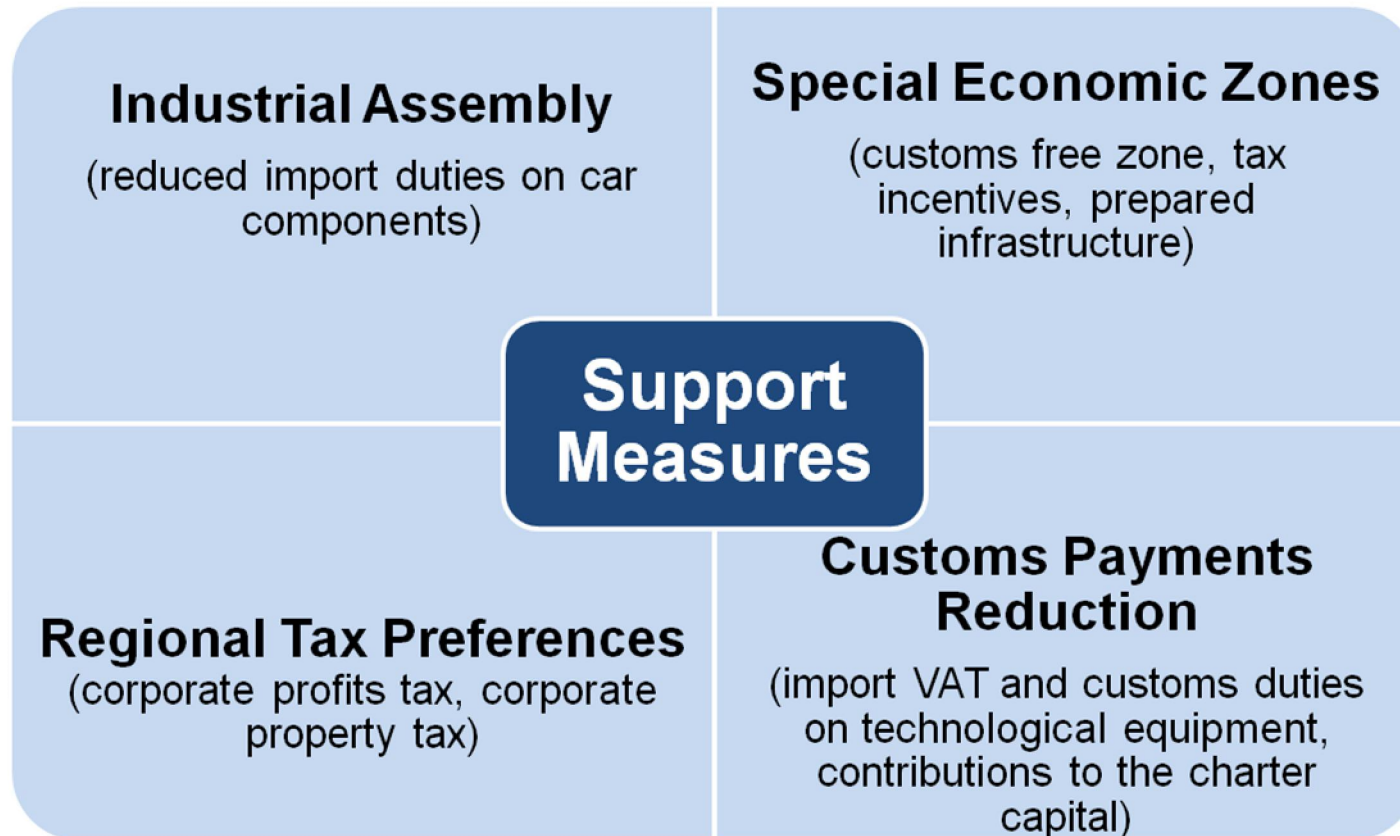 Industrial Assembly
(reduced import duties on car
components)
Special Economic Zones
(customs free zone, tax
incentives, prepared
infrastructure)
Support
Measures
Regional Tax Preferences
(corporate profits tax, corporate
property tax)
Customs Payments
Reduction
(import VAT and customs duties
on technological equipment,
contributions to the charter
capital)